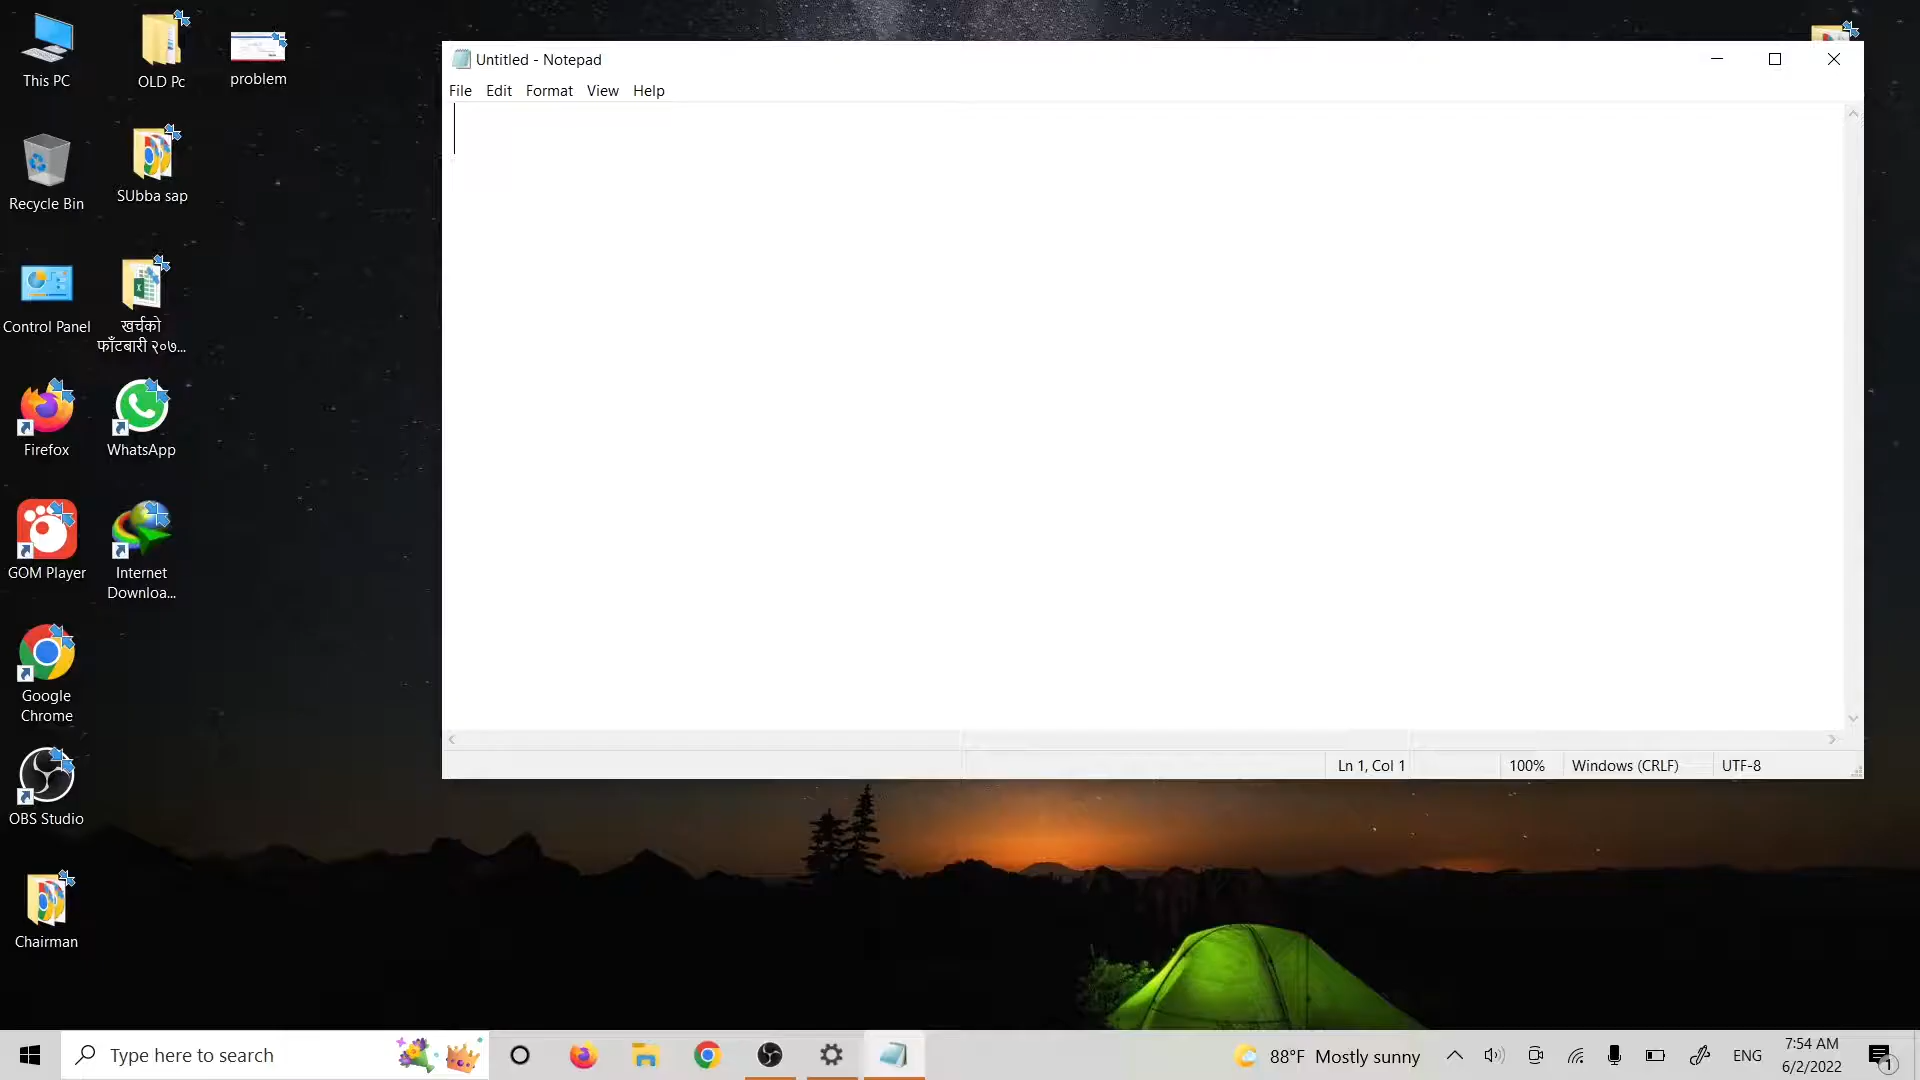 This PC
OLD Pc
problem
Recycle Bin
SUbba sap
Control Panel
खर्चको
फाँटबारी २०७...
Firefox
WhatsApp
GOM Player
Internet
Downloa...
Google
Chrome
OBS Studio
Chairman
Untitled - Notepad
File Edit Format View Help
Ln 1, Col 1 100% Windows (CRLF) UTF-8
Type here to search
88°F Mostly sunny
ENG
7:54 AM
6/2/2022
1